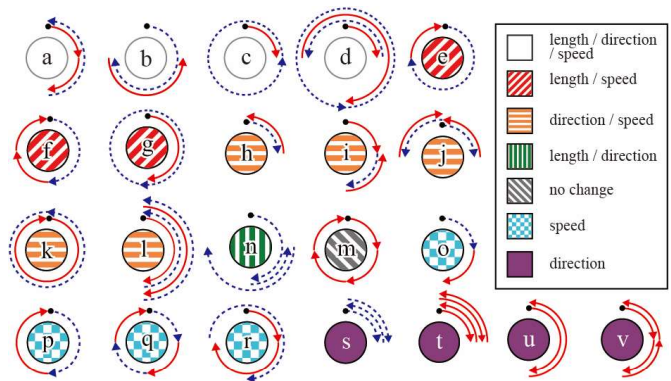 a
b
c
d
e
f
g
h
i
j
k
l
n
m
o
p
q
r
s
t
u
v
length / direction
/ speed
length / speed
direction / speed
length / direction
no change
speed
direction